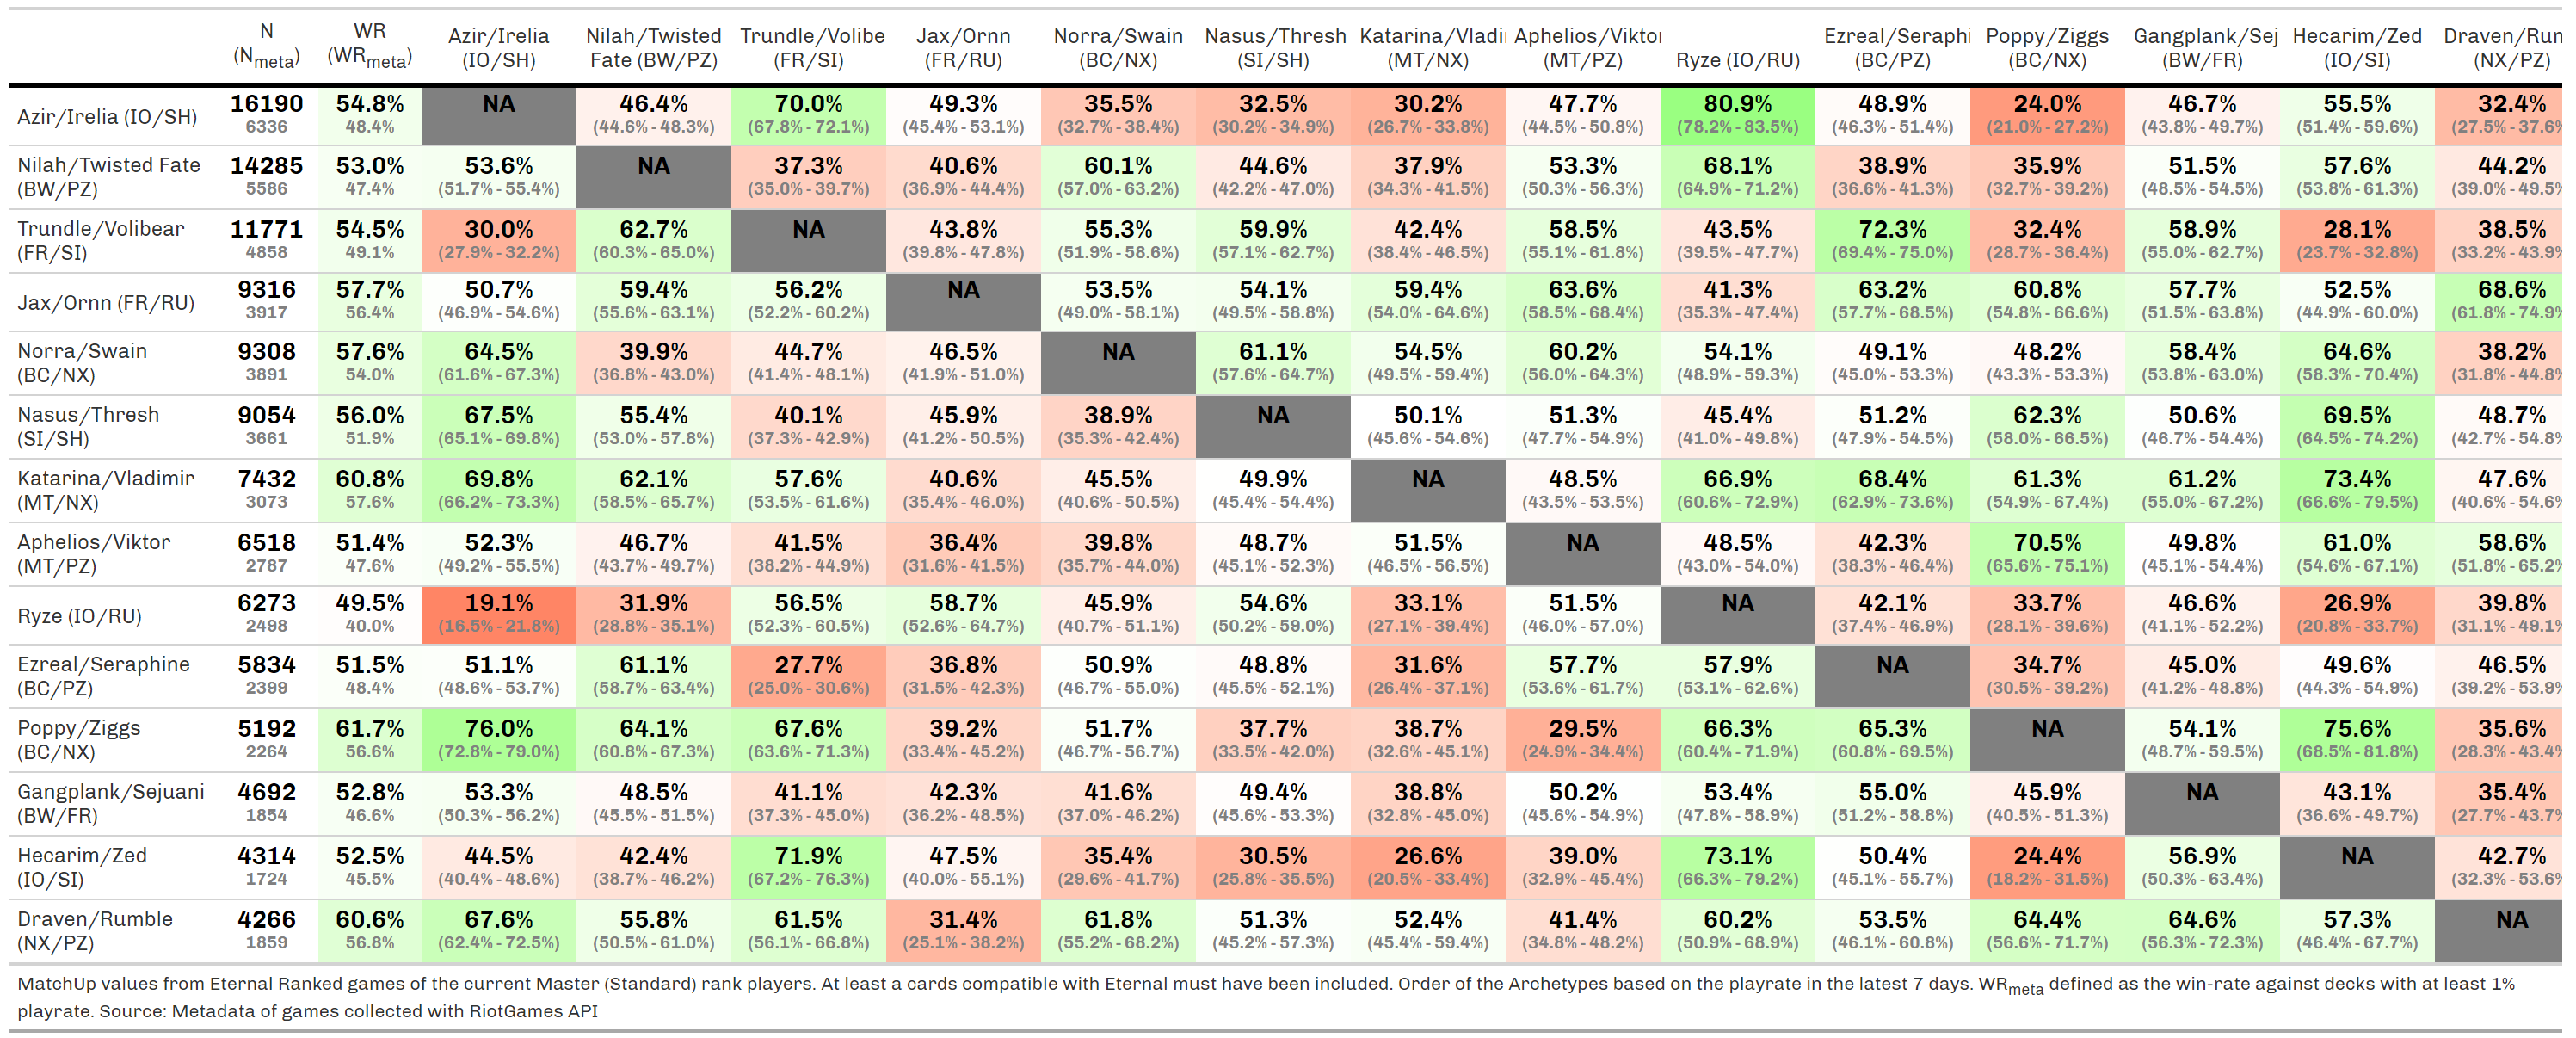 N WR Azir/Irelia Nilah/Twisted Trundle/Volibe Jax/Ornn Norra/Swain Nasus/Thresh Katarina/Vladi Aphelios/Viktor Ryze (IO/RU) Ezreal/Seraphi Poppy/Ziggs Gangplank/Sej Hecarim/Zed Draven/Rum
(Nmeta) (WRmeta) (IO/SH) Fate (BW/PZ) (FR/SI) (FR/RU) (BC/NX) (SI/SH) (MT/NX) (MT/PZ) (BC/PZ) (BC/NX) (BW/FR) (IO/SI) (NX/PZ)
Azir/Irelia (IO/SH) 16190 54.8% NA 46.4% 70.0% 49.3% 35.5% 32.5% 30.2% 47.7% 80.9% 48.9% 24.0% 46.7% 55.5% 32.4%
6336 48.4% (44.6% - 48.3%) (67.8% - 72.1%) (45.4% - 53.1%) (32.7% - 38.4%) (30.2% - 34.9%) (26.7% - 33.8%) (44.5% - 50.8%) (78.2% - 83.5%) (46.3% - 51.4%) (21.0% - 27.2%) (43.8% - 49.7%) (51.4% - 59.6%) (27.5% - 37.6%
Nilah/Twisted Fate 14285 53.0% 53.6% NA 37.3% 40.6% 60.1% 44.6% 37.9% 53.3% 68.1% 38.9% 35.9% 51.5% 57.6% 44.2%
(BW/PZ) 5586 47.4% (51.7% - 55.4%) (35.0% - 39.7%) (36.9% - 44.4%) (57.0% - 63.2%) (42.2% - 47.0%) (34.3% - 41.5%) (50.3% - 56.3%) (64.9% - 71.2%) (36.6% - 41.3%) (32.7% - 39.2%) (48.5% - 54.5%) (53.8% - 61.3%) (39.0% - 49.5%
Trundle/Volibear 11771 54.5% 30.0% 62.7% NA 43.8% 55.3% 59.9% 42.4% 58.5% 43.5% 72.3% 32.4% 58.9% 28.1% 38.5%
(FR/SI) 4858 49.1% (27.9% - 32.2%) (60.3% - 65.0%) (39.8% - 47.8%) (51.9% - 58.6%) (57.1% - 62.7%) (38.4% - 46.5%) (55.1% - 61.8%) (39.5% - 47.7%) (69.4% - 75.0%) (28.7% - 36.4%) (55.0% - 62.7%) (23.7% - 32.8%) (33.2% - 43.9%
Jax/Ornn (FR/RU) 9316 57.7% 50.7% 59.4% 56.2% NA 53.5% 54.1% 59.4% 63.6% 41.3% 63.2% 60.8% 57.7% 52.5% 68.6%
3917 56.4% (46.9% - 54.6%) (55.6% - 63.1%) (52.2% - 60.2%) (49.0% - 58.1%) (49.5% - 58.8%) (54.0% - 64.6%) (58.5% - 68.4%) (35.3% - 47.4%) (57.7% - 68.5%) (54.8% - 66.6%) (51.5% - 63.8%) (44.9% - 60.0%) (61.8% - 74.9%
Norra/Swain 9308 57.6% 64.5% 39.9% 44.7% 46.5% NA 61.1% 54.5% 60.2% 54.1% 49.1% 48.2% 58.4% 64.6% 38.2%
(BC/NX) 3891 54.0% (61.6% - 67.3%) (36.8% - 43.0%) (41.4% - 48.1%) (41.9% - 51.0%) (57.6% - 64.7%) (49.5% - 59.4%) (56.0% - 64.3%) (48.9% - 59.3%) (45.0% - 53.3%) (43.3% - 53.3%) (53.8% - 63.0%) (58.3% - 70.4%) (31.8% - 44.8%
Nasus/Thresh 9054 56.0% 67.5% 55.4% 40.1% 45.9% 38.9% NA 50.1% 51.3% 45.4% 51.2% 62.3% 50.6% 69.5% 48.7%
(SI/SH) 3661 51.9% (65.1% - 69.8%) (53.0% - 57.8%) (37.3% - 42.9%) (41.2% - 50.5%) (35.3% - 42.4%) (45.6% - 54.6%) (47.7% - 54.9%) (41.0% - 49.8%) (47.9% - 54.5%) (58.0% - 66.5%) (46.7% - 54.4%) (64.5% - 74.2%) (42.7% - 54.8%
Katarina/Vladimir 7432 60.8% 69.8% 62.1% 57.6% 40.6% 45.5% 49.9% NA 48.5% 66.9% 68.4% 61.3% 61.2% 73.4% 47.6%
(MT/NX) 3073 57.6% (66.2% - 73.3%) (58.5% - 65.7%) (53.5% - 61.6%) (35.4% - 46.0%) (40.6% - 50.5%) (45.4% - 54.4%) (43.5% - 53.5%) (60.6% - 72.9%) (62.9% - 73.6%) (54.9% - 67.4%) (55.0% - 67.2%) (66.6% - 79.5%) (40.6% - 54.6%
Aphelios/Viktor 6518 51.4% 52.3% 46.7% 41.5% 36.4% 39.8% 48.7% 51.5% NA 48.5% 42.3% 70.5% 49.8% 61.0% 58.6%
(MT/PZ) 2787 47.6% (49.2% - 55.5%) (43.7% - 49.7%) (38.2% - 44.9%) (31.6% - 41.5%) (35.7% - 44.0%) (45.1% - 52.3%) (46.5% - 56.5%) (43.0% - 54.0%) (38.3% - 46.4%) (65.6% - 75.1%) (45.1% - 54.4%) (54.6% - 67.1%) (51.8% - 65.2%
Ryze (IO/RU) 6273 49.5% 19.1% 31.9% 56.5% 58.7% 45.9% 54.6% 33.1% 51.5% NA 42.1% 33.7% 46.6% 26.9% 39.8%
2498 40.0% (16.5% - 21.8%) (28.8% - 35.1%) (52.3% - 60.5%) (52.6% - 64.7%) (40.7% - 51.1%) (50.2% - 59.0%) (27.1% - 39.4%) (46.0% - 57.0%) (37.4% - 46.9%) (28.1% - 39.6%) (41.1% - 52.2%) (20.8% - 33.7%) (31.1% - 49.1%
Ezreal/Seraphine 5834 51.5% 51.1% 61.1% 27.7% 36.8% 50.9% 48.8% 31.6% 57.7% 57.9% NA 34.7% 45.0% 49.6% 46.5%
(BC/PZ) 2399 48.4% (48.6% - 53.7%) (58.7% - 63.4%) (25.0% - 30.6%) (31.5% - 42.3%) (46.7% - 55.0%) (45.5% - 52.1%) (26.4% - 37.1%) (53.6% - 61.7%) (53.1% - 62.6%) (30.5% - 39.2%) (41.2% - 48.8%) (44.3% - 54.9%) (39.2% - 53.9%
Poppy/Ziggs 5192 61.7% 76.0% 64.1% 67.6% 39.2% 51.7% 37.7% 38.7% 29.5% 66.3% 65.3% NA 54.1% 75.6% 35.6%
(BC/NX) 2264 56.6% (72.8% - 79.0%) (60.8% - 67.3%) (63.6% - 71.3%) (33.4% - 45.2%) (46.7% - 56.7%) (33.5% - 42.0%) (32.6% - 45.1%) (24.9% - 34.4%) (60.4% - 71.9%) (60.8% - 69.5%) (48.7% - 59.5%) (68.5% - 81.8%) (28.3% - 43.4%
Gangplank/Sejuani 4692 52.8% 53.3% 48.5% 41.1% 42.3% 41.6% 49.4% 38.8% 50.2% 53.4% 55.0% 45.9% NA 43.1% 35.4%
(BW/FR) 1854 46.6% (50.3% - 56.2%) (45.5% - 51.5%) (37.3% - 45.0%) (36.2% - 48.5%) (37.0% - 46.2%) (45.6% - 53.3%) (32.8% - 45.0%) (45.6% - 54.9%) (47.8% - 58.9%) (51.2% - 58.8%) (40.5% - 51.3%) (36.6% - 49.7%) (27.7% - 43.7%
Hecarim/Zed 4314 52.5% 44.5% 42.4% 71.9% 47.5% 35.4% 30.5% 26.6% 39.0% 73.1% 50.4% 24.4% 56.9% NA 42.7%
(IO/SI) 1724 45.5% (40.4% - 48.6%) (38.7% - 46.2%) (67.2% - 76.3%) (40.0% - 55.1%) (29.6% - 41.7%) (25.8% - 35.5%) (20.5% - 33.4%) (32.9% - 45.4%) (66.3% - 79.2%) (45.1% - 55.7%) (18.2% - 31.5%) (50.3% - 63.4%) (32.3% - 53.6%
Draven/Rumble 4266 60.6% 67.6% 55.8% 61.5% 31.4% 61.8% 51.3% 52.4% 41.4% 60.2% 53.5% 64.4% 64.6% 57.3% NA
(NX/PZ) 1859 56.8% (62.4% - 72.5%) (50.5% - 61.0%) (56.1% - 66.8%) (25.1% - 38.2%) (55.2% - 68.2%) (45.2% - 57.3%) (45.4% - 59.4%) (34.8% - 48.2%) (50.9% - 68.9%) (46.1% - 60.8%) (56.6% - 71.7%) (56.3% - 72.3%) (46.4% - 67.7%)
MatchUp values from Eternal Ranked games of the current Master (Standard) rank players. At least a cards compatible with Eternal must have been included. Order of the Archetypes based on the playrate in the latest 7 days. WRmeta defined as the win-rate against decks with at least 1%
playrate. Source: Metadata of games collected with RiotGames API